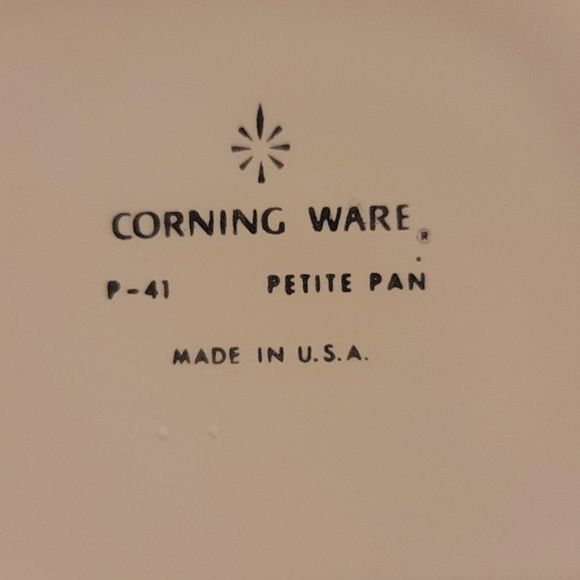 CORNING WARE®
P-41 PETITE PAN
MADE IN U.S.A.